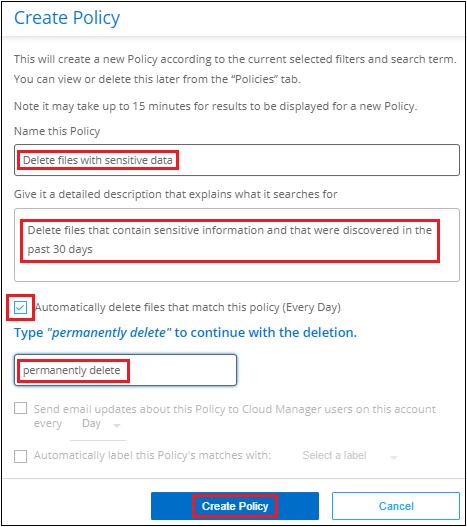 Create Policy
This will create a new Policy according to the current selected filters and search term.
You can view or delete this later from the “Policies” tab.
Note it may take up to 15 minutes for results to be displayed for a new Policy.
Name this Policy
Delete files with sensitive data
Give it a detailed description that explains what it searches for
Delete files that contain sensitive information and that were discovered in the
past 30 days
Automatically delete files that match this policy (Every Day)
Type "permanently delete" to continue with the deletion.
permanently delete
Send email updates about this Policy to Cloud Manager users on this account
every Day
Automatically label this Policy's matches with: Select a label
Create Policy Cancel